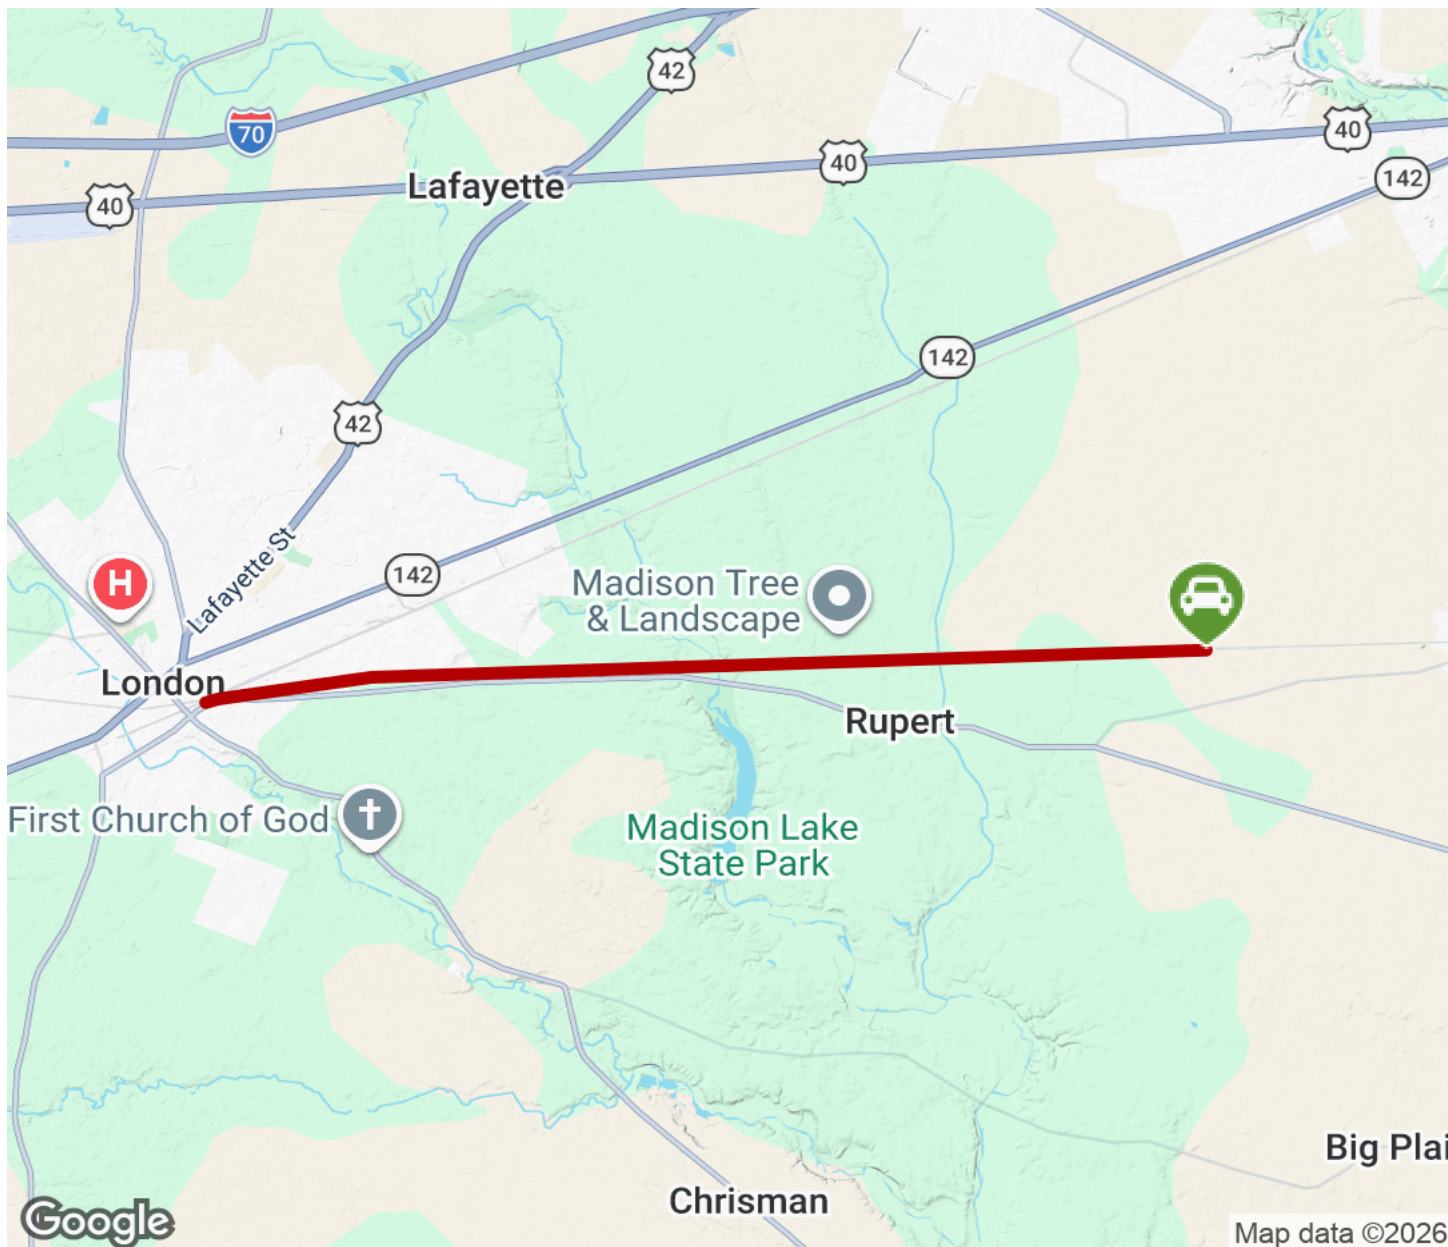 42
70
40
40
142
40
Lafayette
142
42
Lafayette St
142
H
Madison Tree
& Landscape
London
Rupert
First Church of God
Madison Lake
State Park
Big Plai
Chrisman
Google
Map data ©2026